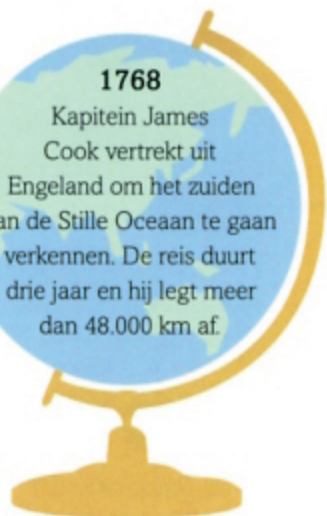 1768
Kapitein James
Cook vertrekt uit
Engeland om het zuiden
an de Stille Oceaan te gaan
verkennen. De reis duurt
drie jaar en hij legt meer
dan 48.000 km af.